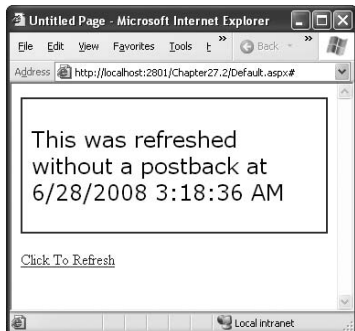 Untitled Page - Microsoft Internet Explorer
File Edit View Favorites Tools » Back »
Address http://localhost:2801/Chapter27.2/Default.aspx#
This was refreshed
without a postback at
6/28/2008 3:18:36 AM
Click To Refresh
Local intranet